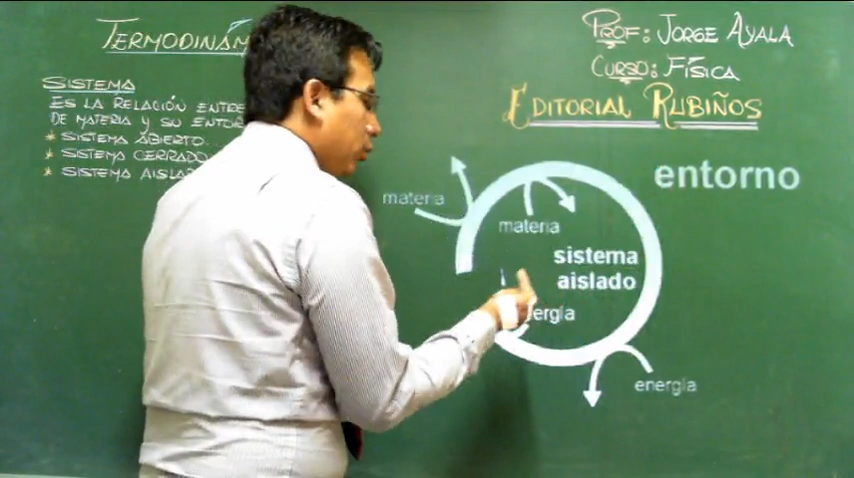 TERMODINÁM
SISTEMA
ES LA RELACIÓN ENTRE
DE MATERIA Y SU ENTOR
* SISTEMA ABIERTO
* SISTEMA CERRADO
* SISTEMA AISLA
PROF: JORGE AYALA
CURSO: FÍSICA
EDITORIAL RUBIÑOS
entorno
materia
materia
sistema
aislado
ergía
energía